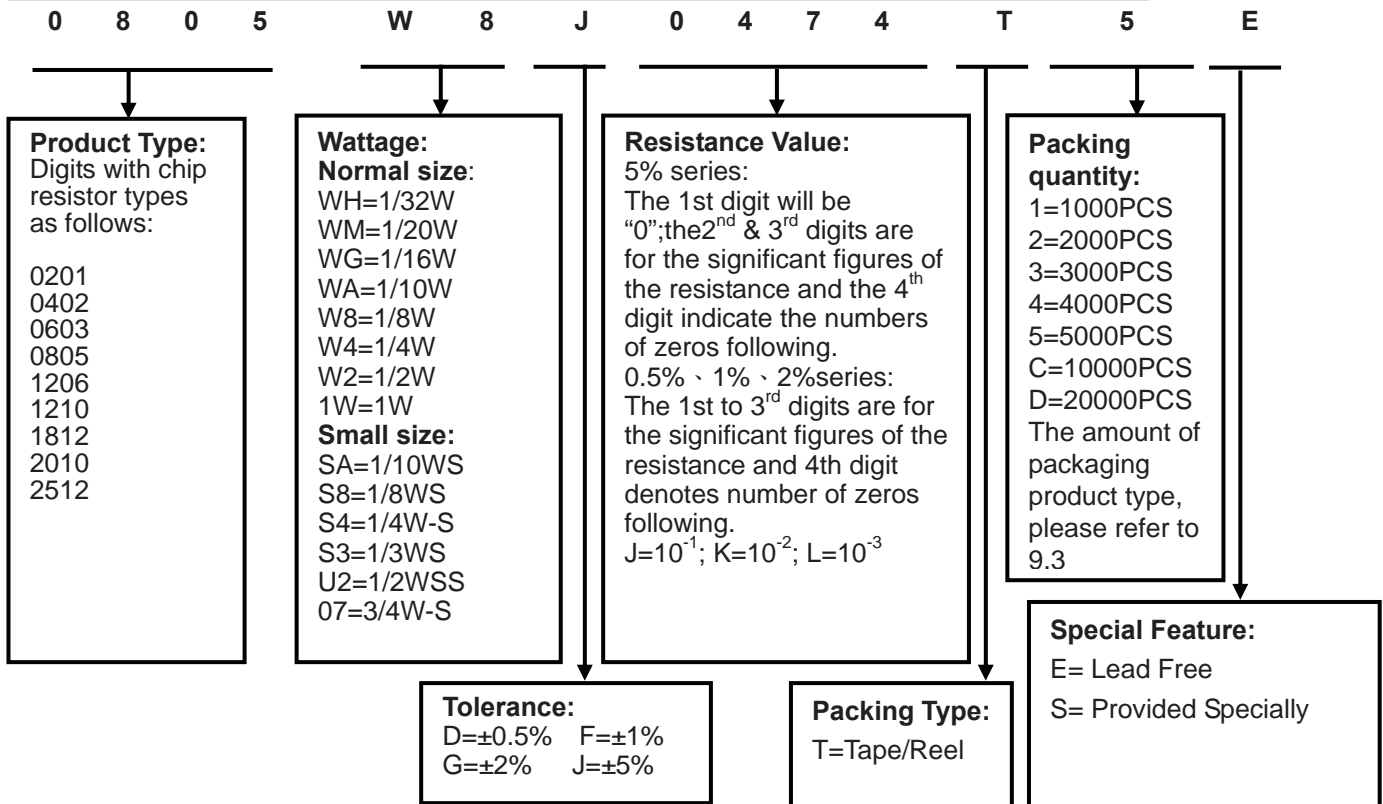 0 8 0 5 W 8 J 0 4 7 4 T 5 E
Product Type:
Digits with chip
resistor types
as follows:
0201
0402
0603
0805
1206
1210
1812
2010
2512
Wattage:
Normal size:
WH=1/32W
WM=1/20W
WG=1/16W
WA=1/10W
W8=1/8W
W4=1/4W
W2=1/2W
1W=1W
Small size:
SA=1/10WS
S8=1/8WS
S4=1/4W-S
S3=1/3WS
U2=1/2WSS
07=3/4W-S
Resistance Value:
5% series:
The 1st digit will be
“0”;the2nd & 3rd digits are
for the significant figures of
the resistance and the 4th
digit indicate the numbers
of zeros following.
0.5%、1%、2%series:
The 1st to 3rd digits are for
the significant figures of the
resistance and 4th digit
denotes number of zeros
following.
J=10-1; K=10-2; L=10-3
Packing
quantity:
1=1000PCS
2=2000PCS
3=3000PCS
4=4000PCS
5=5000PCS
C=10000PCS
D=20000PCS
The amount of
packaging
product type,
please refer to
9.3
Tolerance:
D=±0.5% F=±1%
G=±2% J=±5%
Packing Type:
T=Tape/Reel
Special Feature:
E= Lead Free
S= Provided Specially